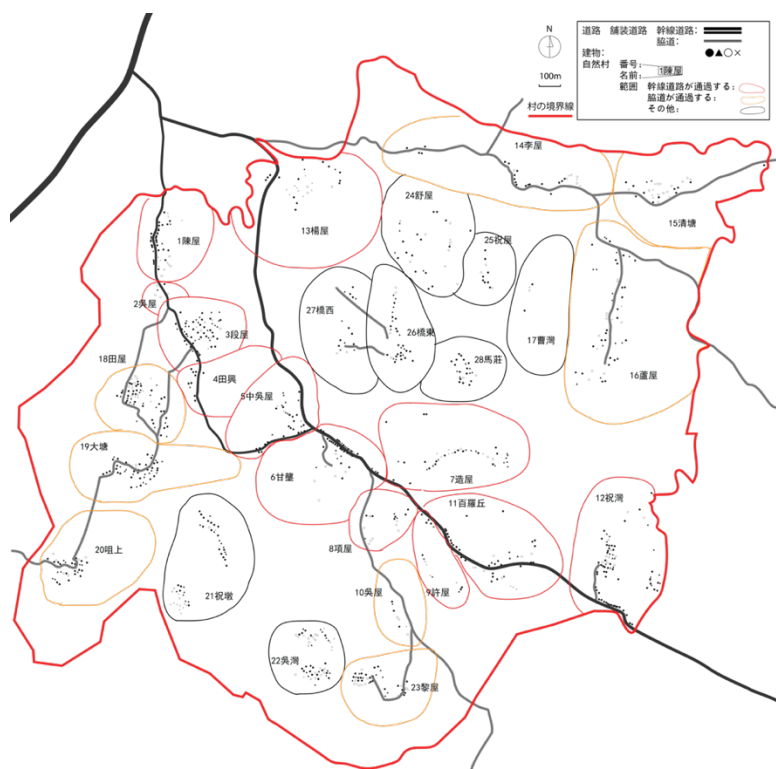 N
100m
道路 舗装道路 幹線道路:
脇道:
建物: ●▲○×
自然村 番号:
名前: 1陳屋
範囲 幹線道路が通過する:
脇道が通過する:
その他:
村の境界線
14李屋
24舒屋
15清塘
13楊屋
1陳屋
25祝屋
2吳屋
27橋西
26橋東
17曹灣
3段屋
18田屋
28馬莊
16蘆屋
4田興
5中吳屋
19大塘
6甘壟
7造屋
11百羅丘
12祝灣
8項屋
20咀上
10吳屋
9許屋
21祝墩
22吳灣
23黎屋